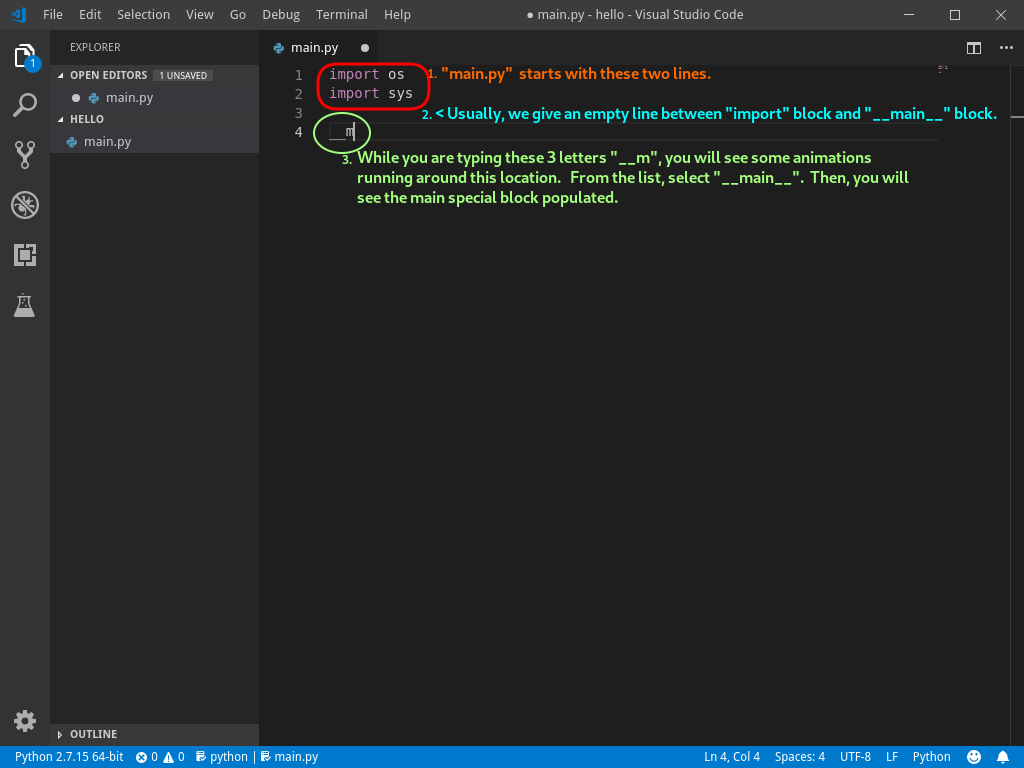 File Edit Selection View Go Debug Terminal Help ● main.py - hello - Visual Studio Code
EXPLORER
main.py
OPEN EDITORS 1 UNSAVED
main.py
HELLO
main.py
1 import os
2 import sys
3
4 __m
1. "main.py" starts with these two lines.
2. < Usually, we give an empty line between "import" block and "__main__" block.
3. While you are typing these 3 letters "__m", you will see some animations
running around this location. From the list, select "__main__". Then, you will
see the main special block populated.
1
OUTLINE
Python 2.7.15 64-bit 0 0 python | main.py Ln 4, Col 4 Spaces: 4 UTF-8 LF Python